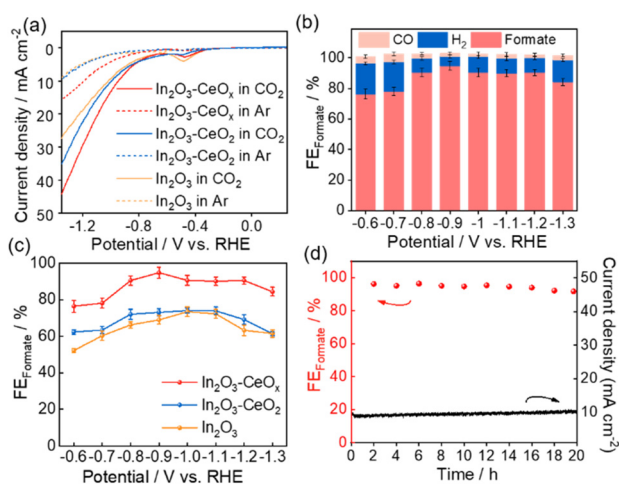 (a)
Current density / mA cm⁻²
0
10
20
30
40
50
In₂O₃-CeOₓ in CO₂
In₂O₃-CeOₓ in Ar
In₂O₃-CeO₂ in CO₂
In₂O₃-CeO₂ in Ar
In₂O₃ in CO₂
In₂O₃ in Ar
-1.2 -0.6 0.0
Potential / V vs. RHE
(b)
CO H₂ Formate
FE_Formate / %
100
80
60
40
20
0
-0.6 -0.7 -0.8 -0.9 -1 -1.1 -1.2 -1.3
Potential / V vs. RHE
(c)
FE_Formate / %
100
80
60
40
20
0
In₂O₃-CeOₓ
In₂O₃-CeO₂
In₂O₃
-0.6 -0.7 -0.8 -0.9 -1.0 -1.1 -1.2 -1.3
Potential / V vs. RHE
(d)
FE_Formate / %
100
80
60
40
20
0
50
40
30
20
10
0
Current density (mA cm⁻²)
0 2 4 6 8 10 12 14 16 18 20
Time / h